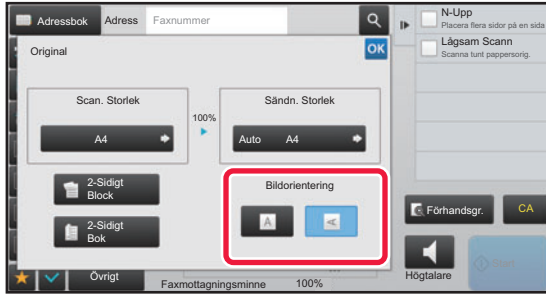 Adressbok
Adress
Faxnummer
N-Upp
Placera flera sidor på en sida
Lågsam Scann
Scanna tunt pappersorig.
Original
OK
Scan. Storlek
100%
Sändn. Storlek
A4
Auto A4
2-Sidigt
Block
2-Sidigt
Bok
Bildorientering
A
A
Förhandsgr.
CA
Högtalare
Start
Övrigt
Faxmottagningsminne 100%